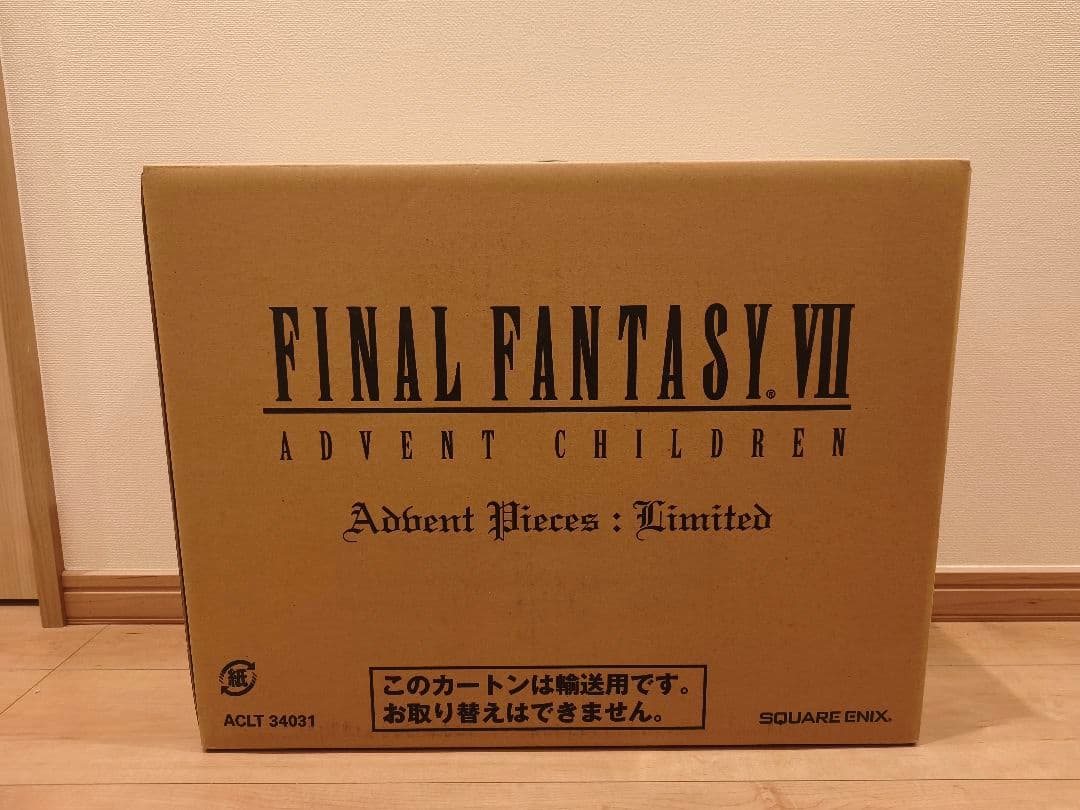 FINAL FANTASY® VII
ADVENT CHILDREN
Advent Pieces : Limited
紙
ACLT 34031
このカートンは輸送用です。
お取り替えはできません。
SQUARE ENIX®